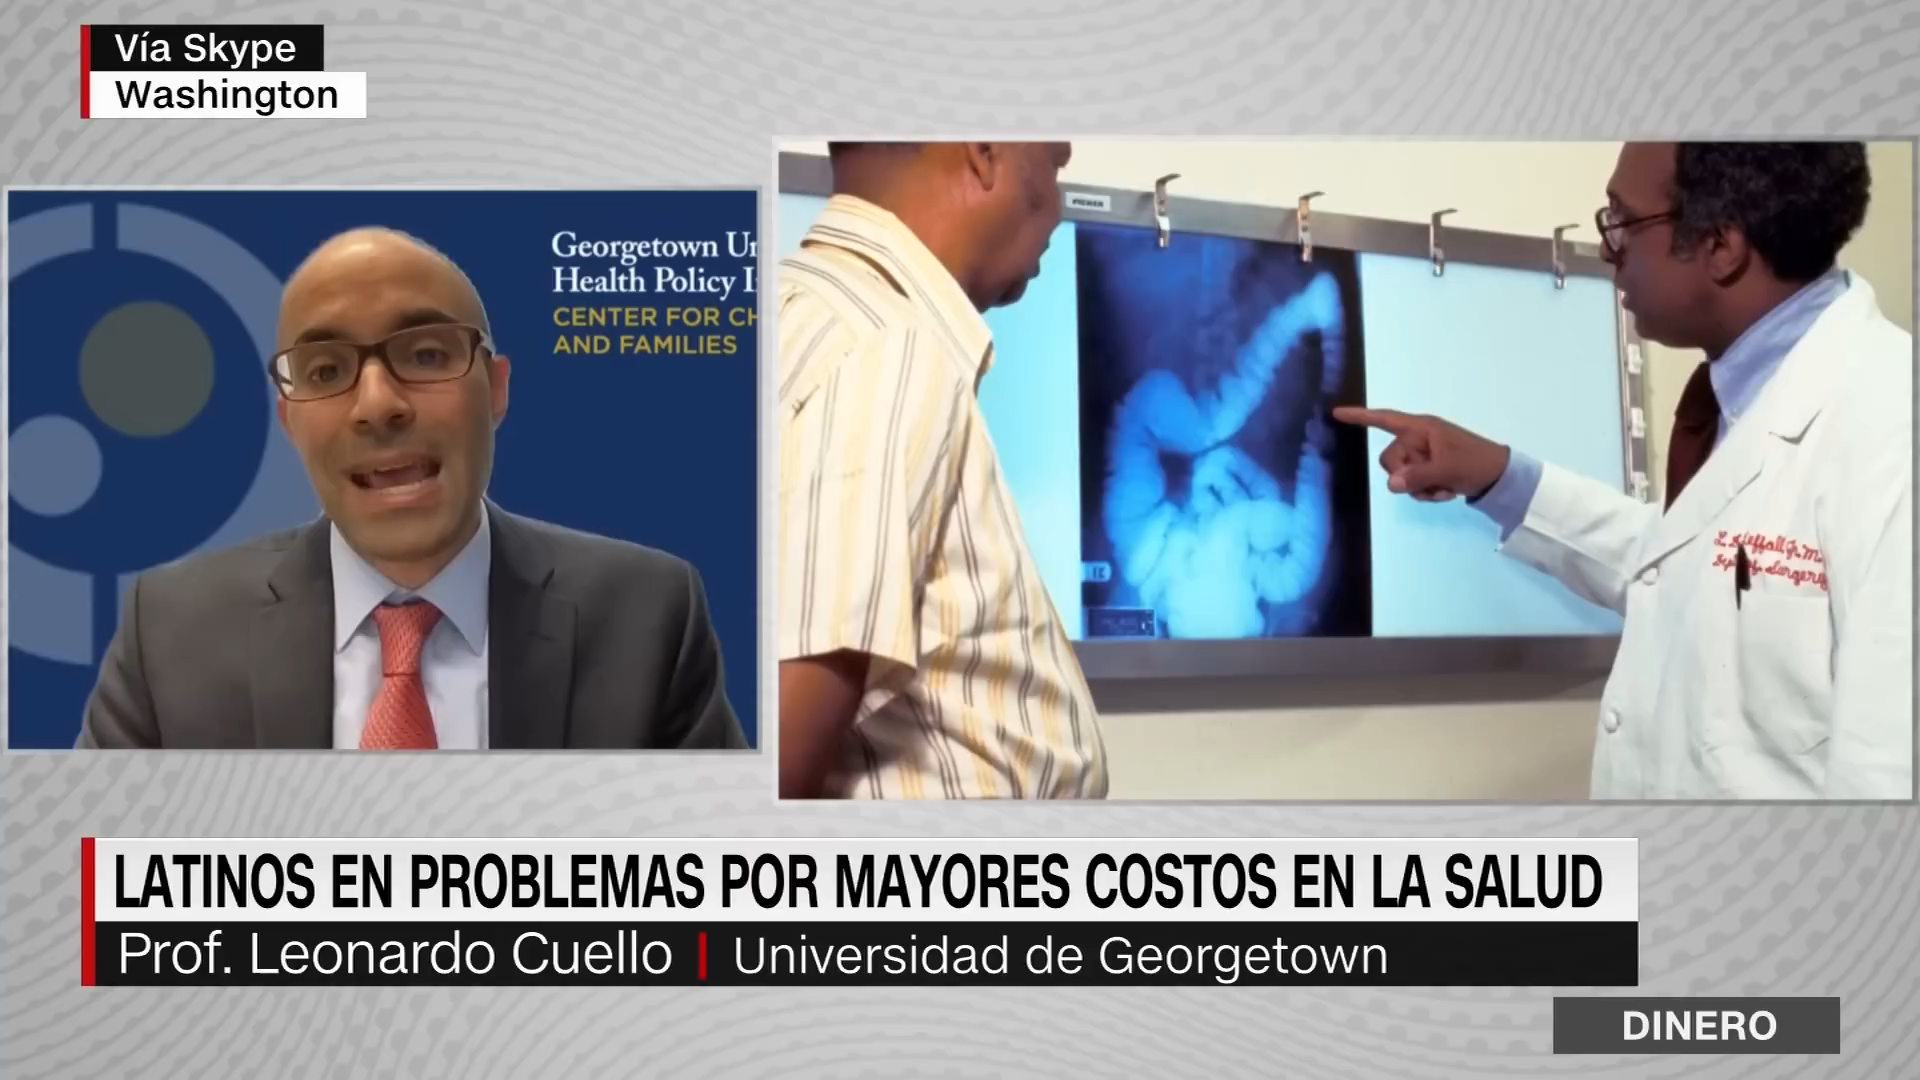 Vía Skype
Washington
Georgetown
Health Policy
CENTER FOR
AND FAMILIES
PICKER
LATINOS EN PROBLEMAS POR MAYORES COSTOS EN LA SALUD
Prof. Leonardo Cuello | Universidad de Georgetown
DINERO